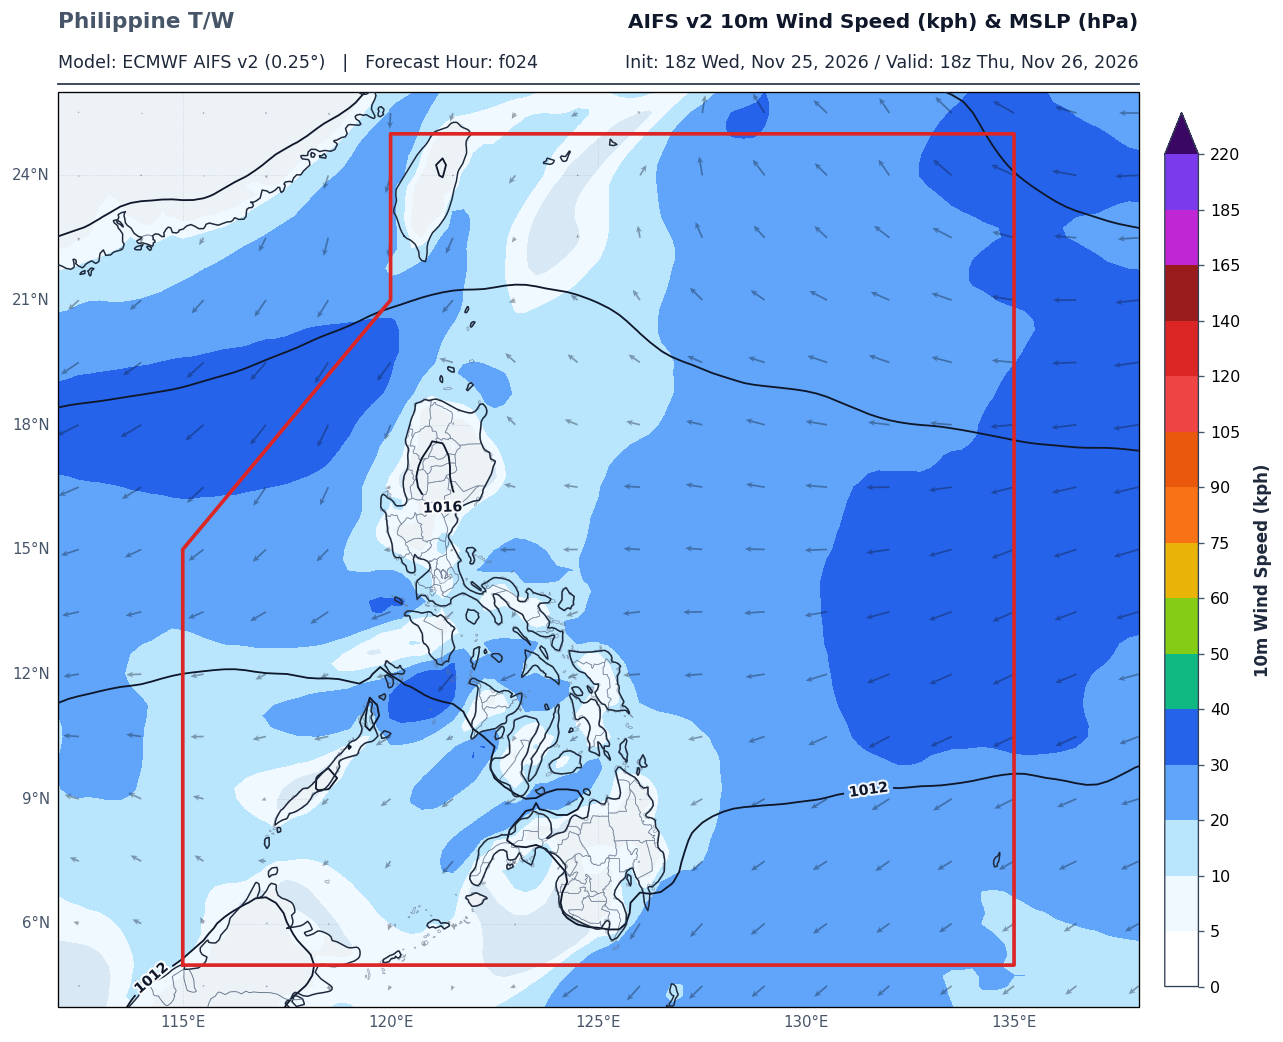 Philippine T/W
AIFS v2 10m Wind Speed (kph) & MSLP (hPa)
Model: ECMWF AIFS v2 (0.25°) | Forecast Hour: f024
Init: 18z Wed, Nov 25, 2026 / Valid: 18z Thu, Nov 26, 2026
24°N
21°N
18°N
15°N
12°N
9°N
6°N
1016
1012
1012
115°E
120°E
125°E
130°E
135°E
220
185
165
140
120
105
90
75
60
50
40
30
20
10
5
0
10m Wind Speed (kph)